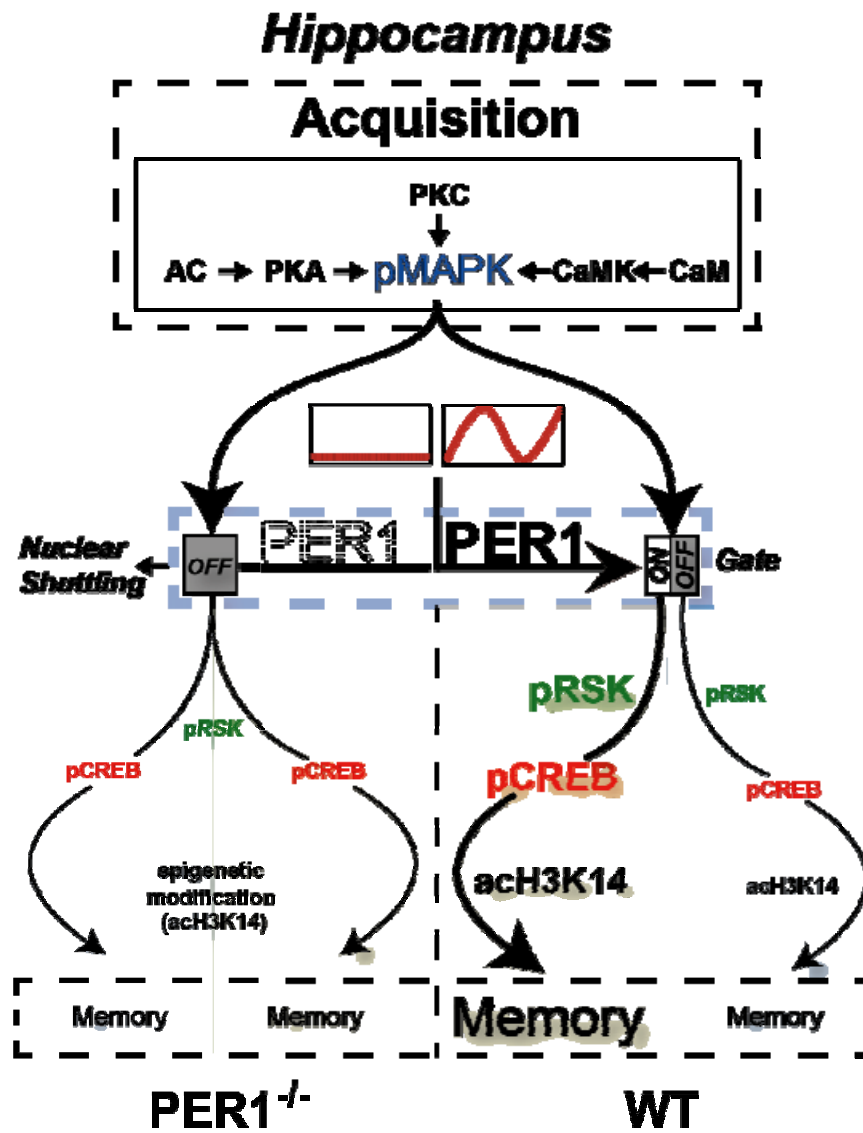 Hippocampus
Acquisition
PKC
AC PKA pMAPK CaMK CaM
PER1 PER1
Nuclear
Shuttling
OFF
ON
OFF
Gate
pRSK
pCREB
pCREB
epigenetic
modification
(acH3K14)
Memory
Memory
pRSK
pRSK
pCREB
pCREB
acH3K14
acH3K14
Memory
Memory
PER1-/-
WT